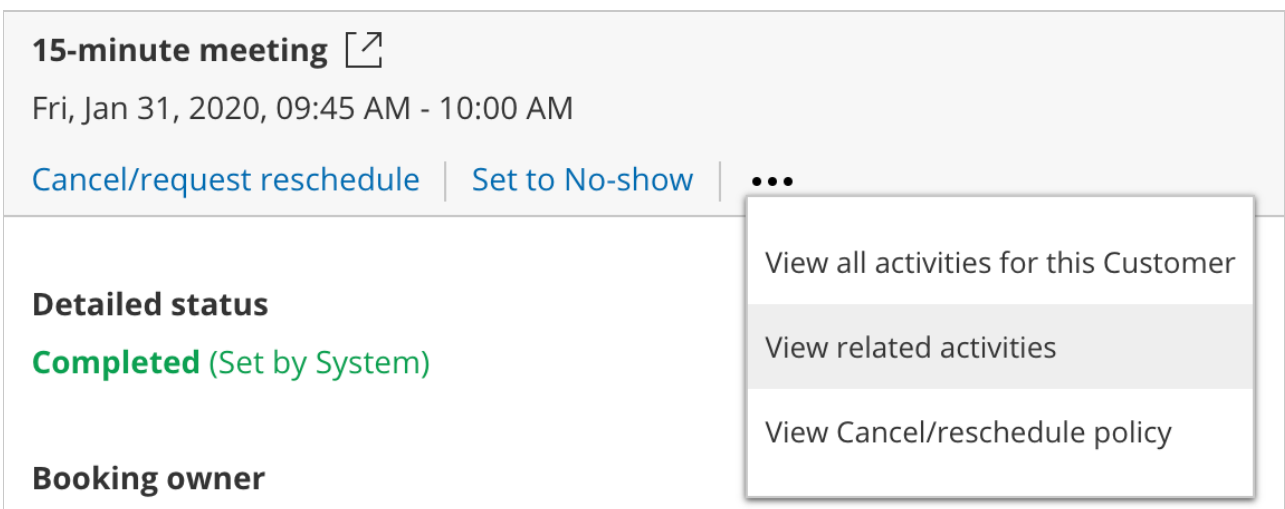 15-minute meeting
Fri, Jan 31, 2020, 09:45 AM - 10:00 AM
Cancel/request reschedule
Set to No-show
•••
View all activities for this Customer
View related activities
View Cancel/reschedule policy
Detailed status
Completed (Set by System)
Booking owner